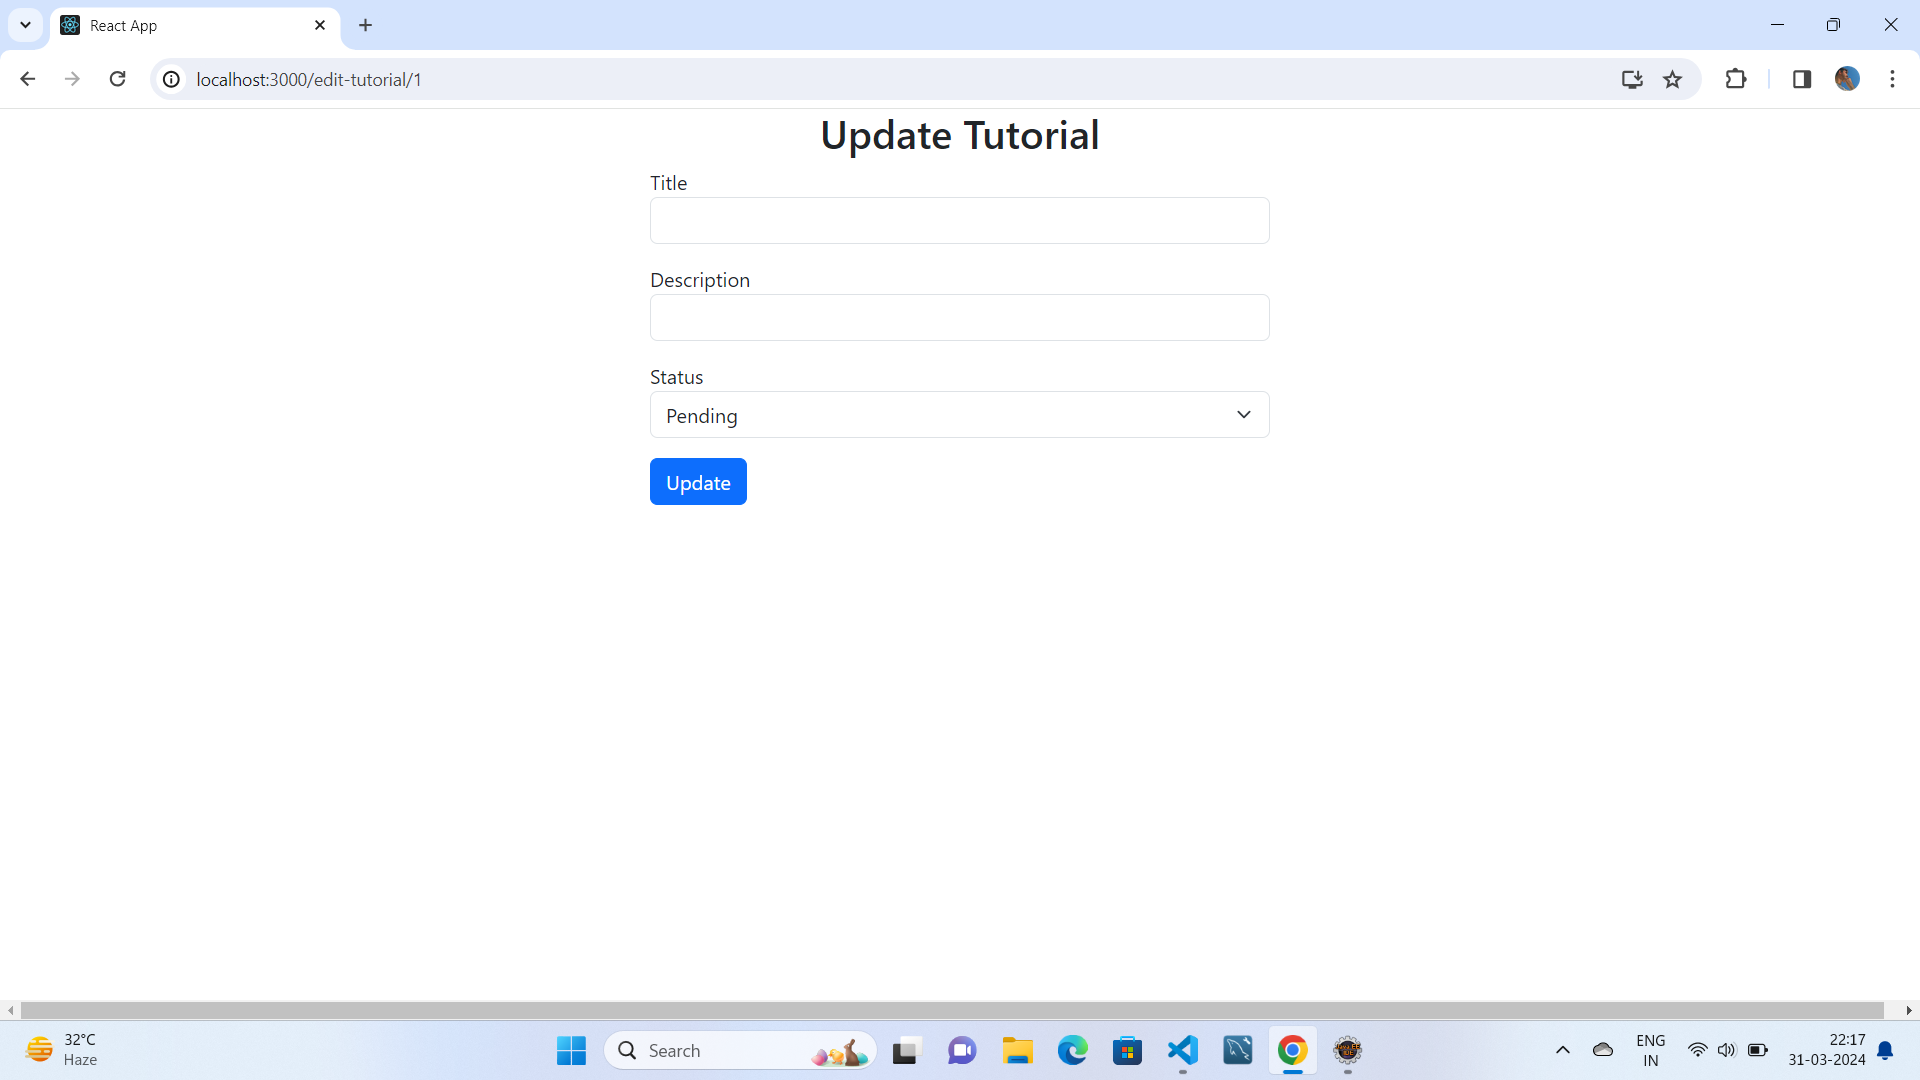 React App
localhost:3000/edit-tutorial/1
Update Tutorial
Title
Description
Status
Pending
Update
32°C
Haze
Search
ENG
IN
22:17
31-03-2024